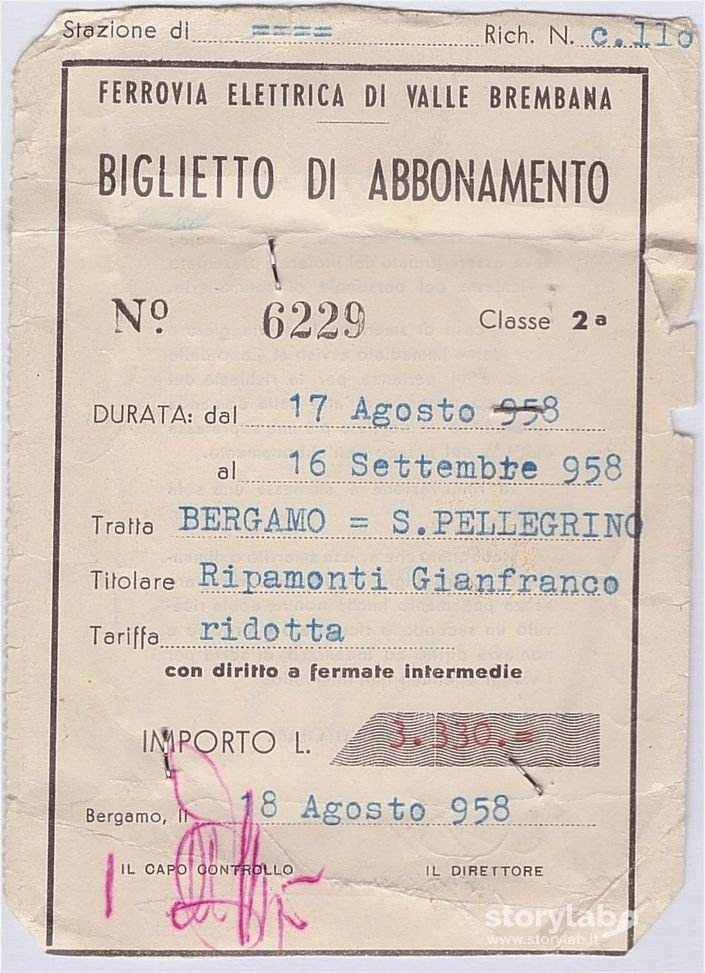 Stazione di ==== Rich. N. c.110
FERROVIA ELETTRICA DI VALLE BREMBANA
BIGLIETTO DI ABBONAMENTO
Nº 6229 Classe 2a
DURATA: dal 17 Agosto 958
al 16 Settembre 958
Tratta BERGAMO = S.PELLEGRINO
Titolare Ripamonti Gianfranco
Tariffa ridotta
con diritto a fermate intermedie
IMPORTO L. 3.330.=
Bergamo, li 18 Agosto 958
IL CAPO CONTROLLO IL DIRETTORE
storylab
www.storylab.it